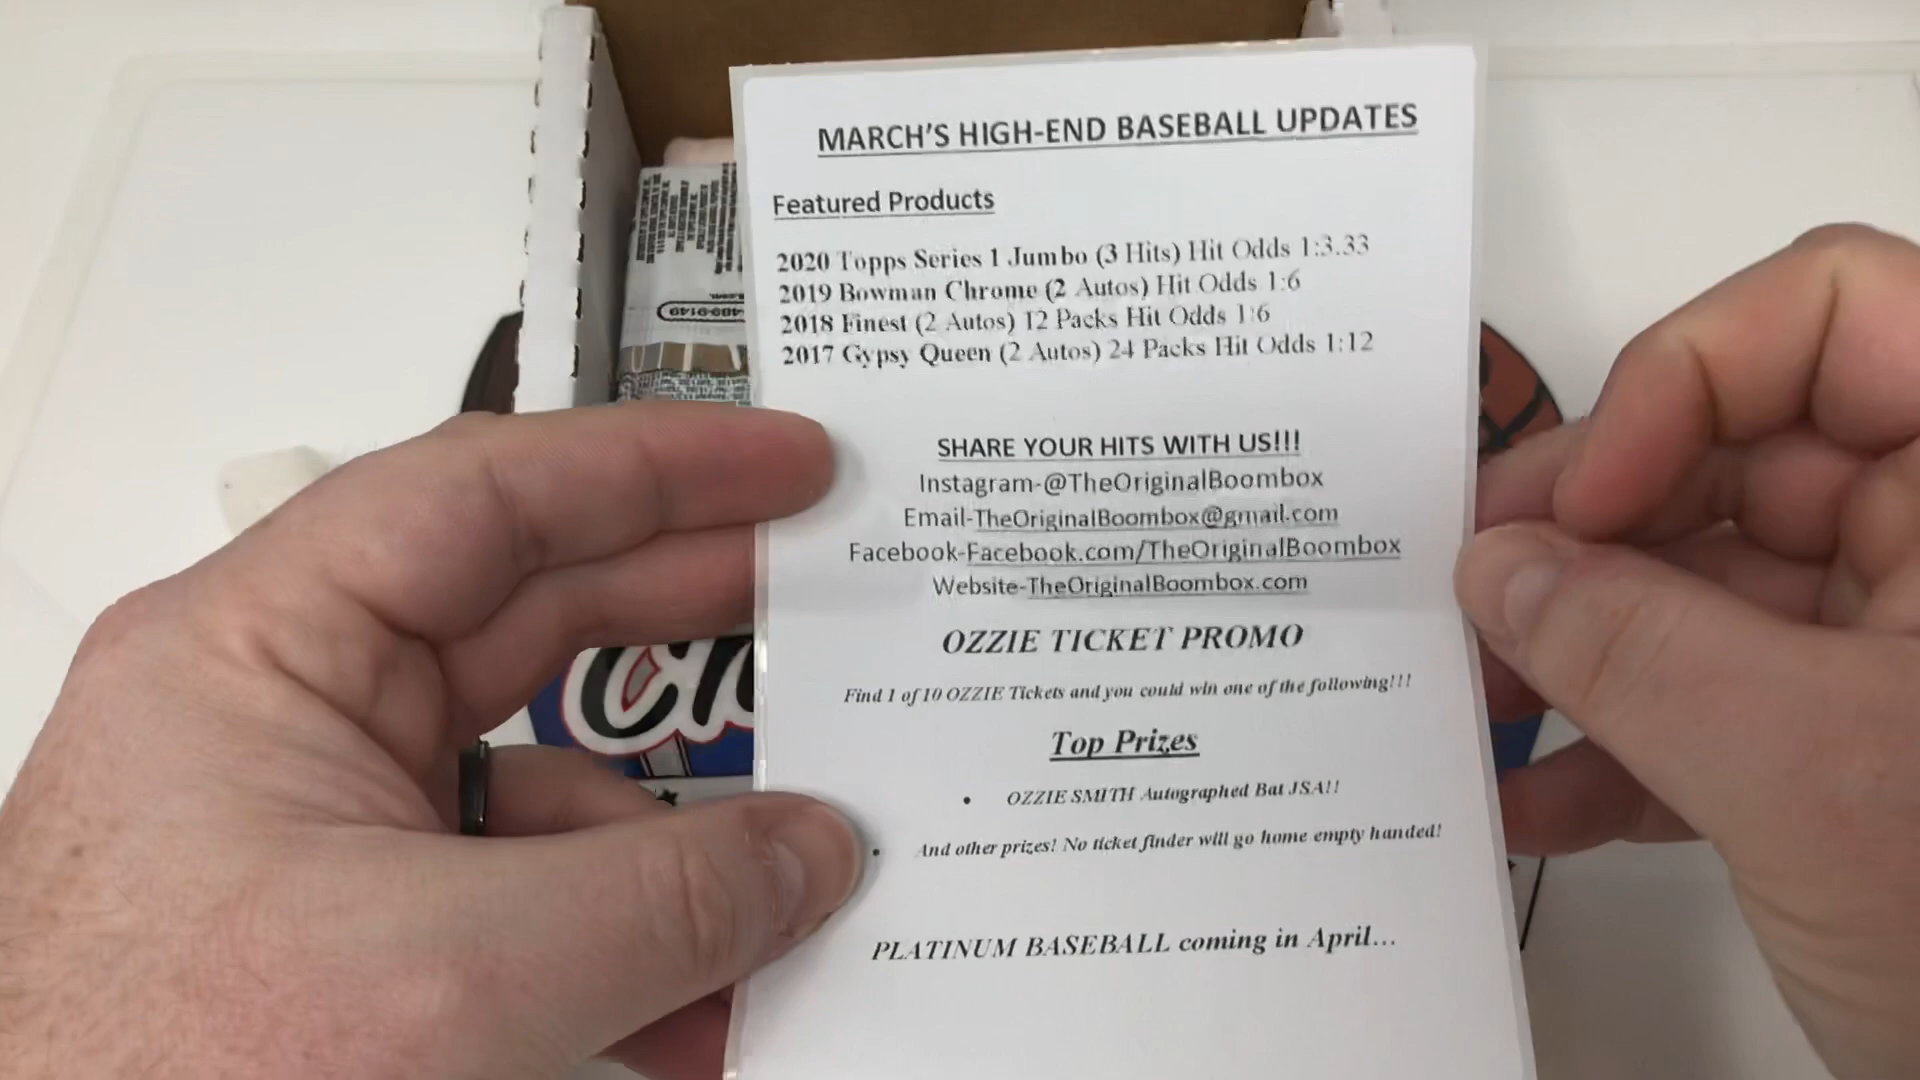 MARCH'S HIGH-END BASEBALL UPDATES
Featured Products
2020 Topps Series 1 Jumbo (3 Hits) Hit Odds 1:3.33
2019 Bowman Chrome (2 Autos) Hit Odds 1:6
2018 Finest (2 Autos) 12 Packs Hit Odds 1:6
2017 Gypsy Queen (2 Autos) 24 Packs Hit Odds 1:12
SHARE YOUR HITS WITH US!!!
Instagram-@TheOriginalBoombox
Email-TheOriginalBoombox@gmail.com
Facebook-Facebook.com/TheOriginalBoombox
Website-TheOriginalBoombox.com
OZZIE TICKET PROMO
Find 1 of 10 OZZIE Tickets and you could win one of the following!!!
Top Prizes
• OZZIE SMITH Autographed Bat JSA!!
• And other prizes! No ticket finder will go home empty handed!
PLATINUM BASEBALL coming in April...